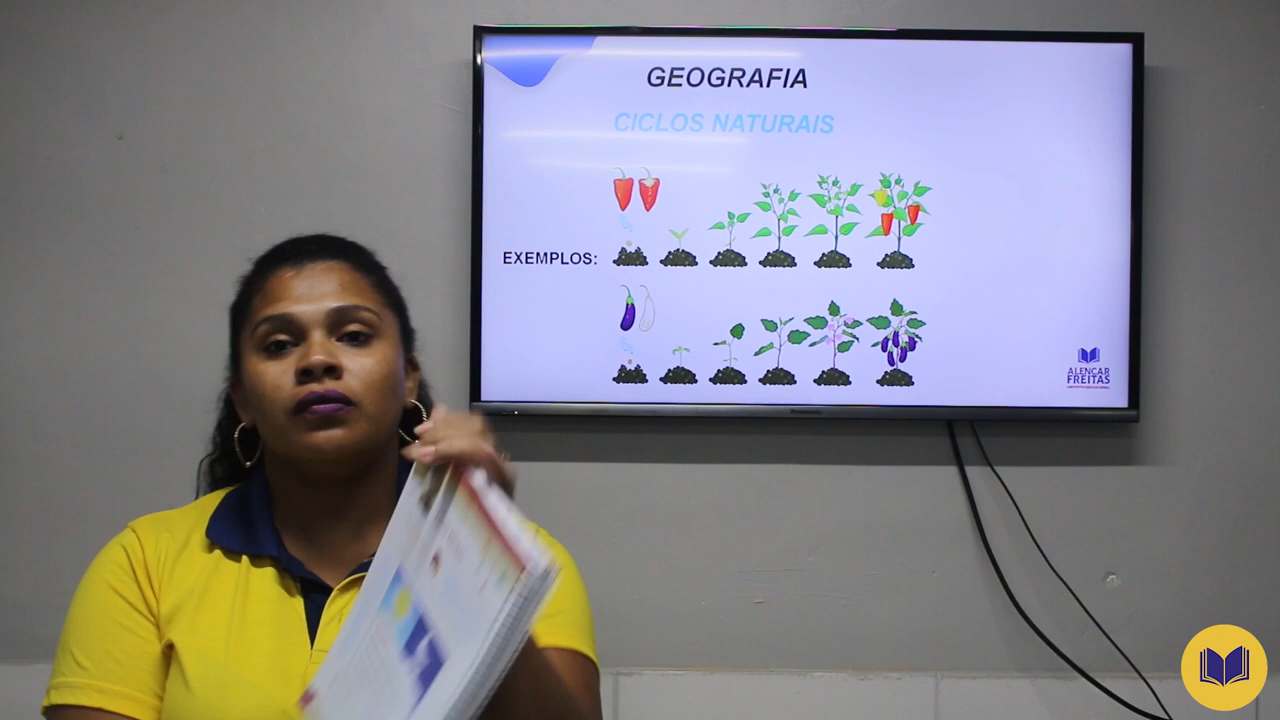 GEOGRAFIA
CICLOS NATURAIS
EXEMPLOS:
ALENCAR
FREITAS